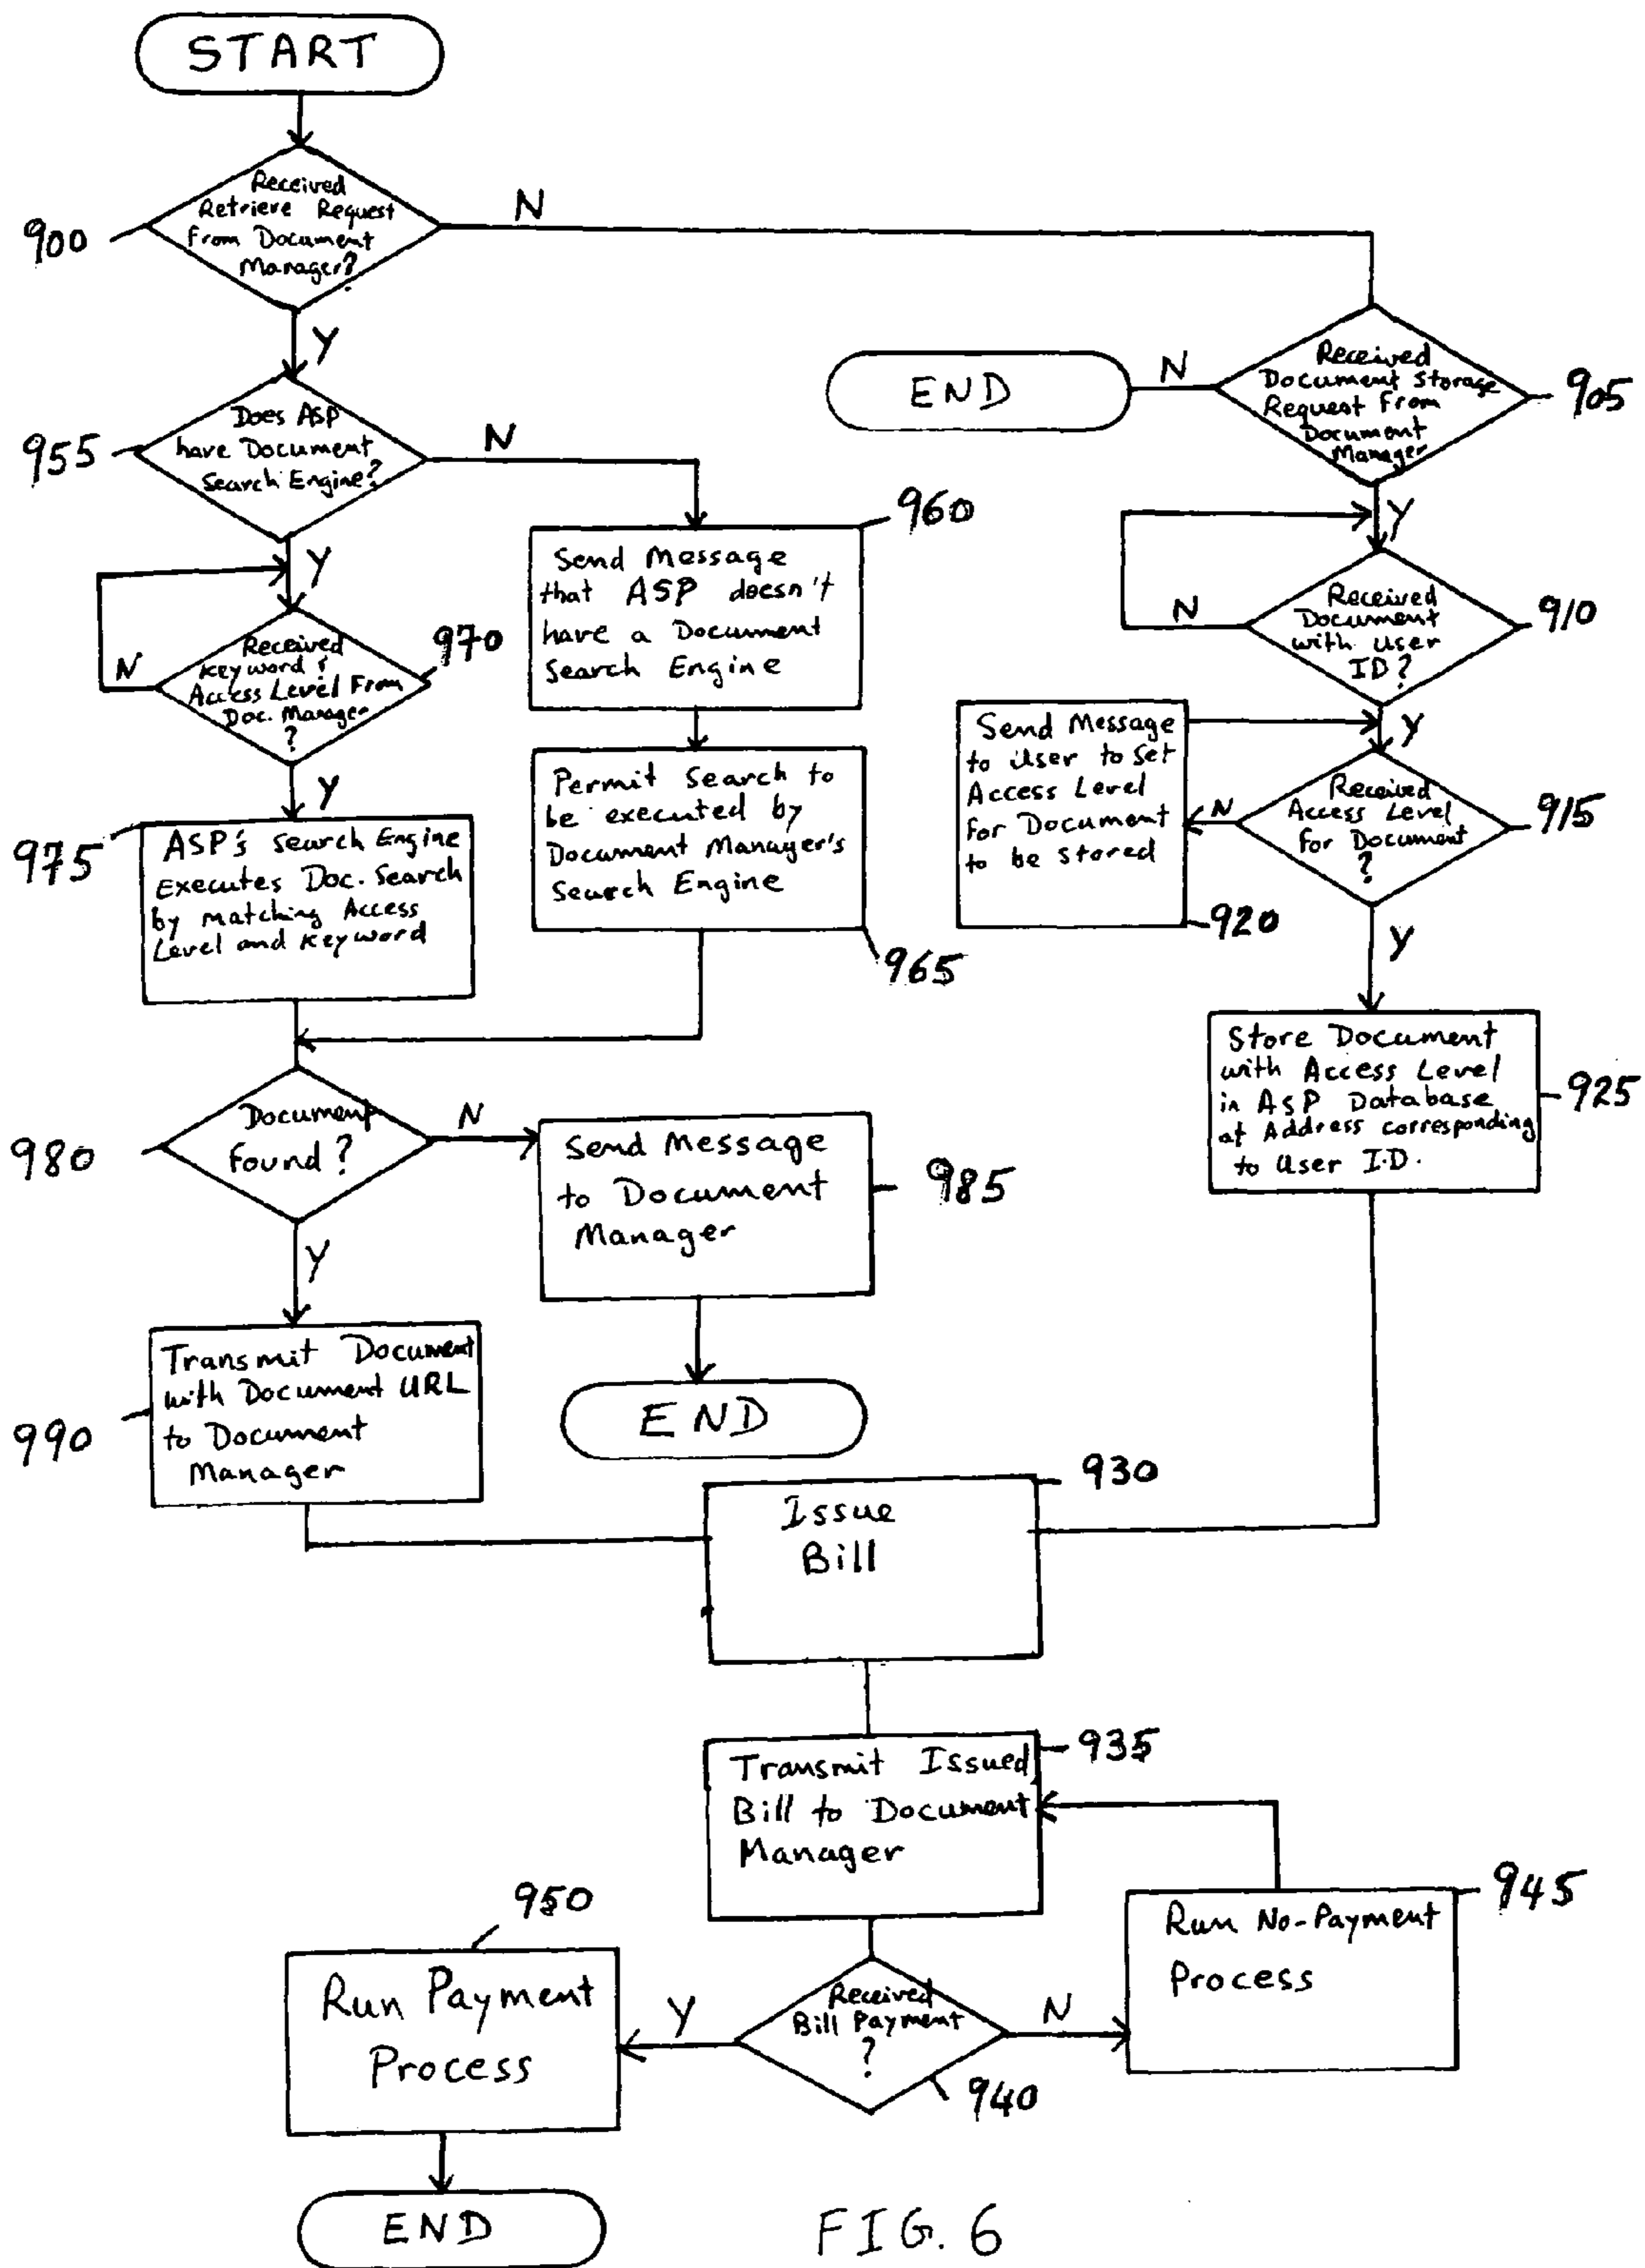 START
Received
Retrieve Request
From Document
Manager?
900
N
Y
Received
Document Storage
Request From
Document
Manager
905
N
END
Does ASP
have Document
Search Engine?
955
N
Y
960
Send Message
that ASP doesn't
have a Document
Search Engine
Y
Received
Document
with user
ID?
910
N
Received
Keyword &
Access Level From
Doc. Manager
?
970
N
Y
Permit Search to
be executed by
Document Manager's
Search Engine
965
Y
Send Message
to User to Set
Access Level
for Document
to be stored
920
Received
Access Level
for Document
?
915
N
Y
975
ASP's Search Engine
Executes Doc. Search
by matching Access
Level and Keyword
Store Document
with Access Level
in ASP Database
at Address corresponding
to User I.D.
925
Document
Found?
980
N
Y
Send Message
to Document
Manager
985
END
Transmit Document
with Document URL
to Document
Manager
990
930
Issue
Bill
935
Transmit Issued
Bill to Document
Manager
945
Run No-Payment
Process
950
Run Payment
Process
Y
Received
Bill Payment
?
N
940
END
FIG. 6